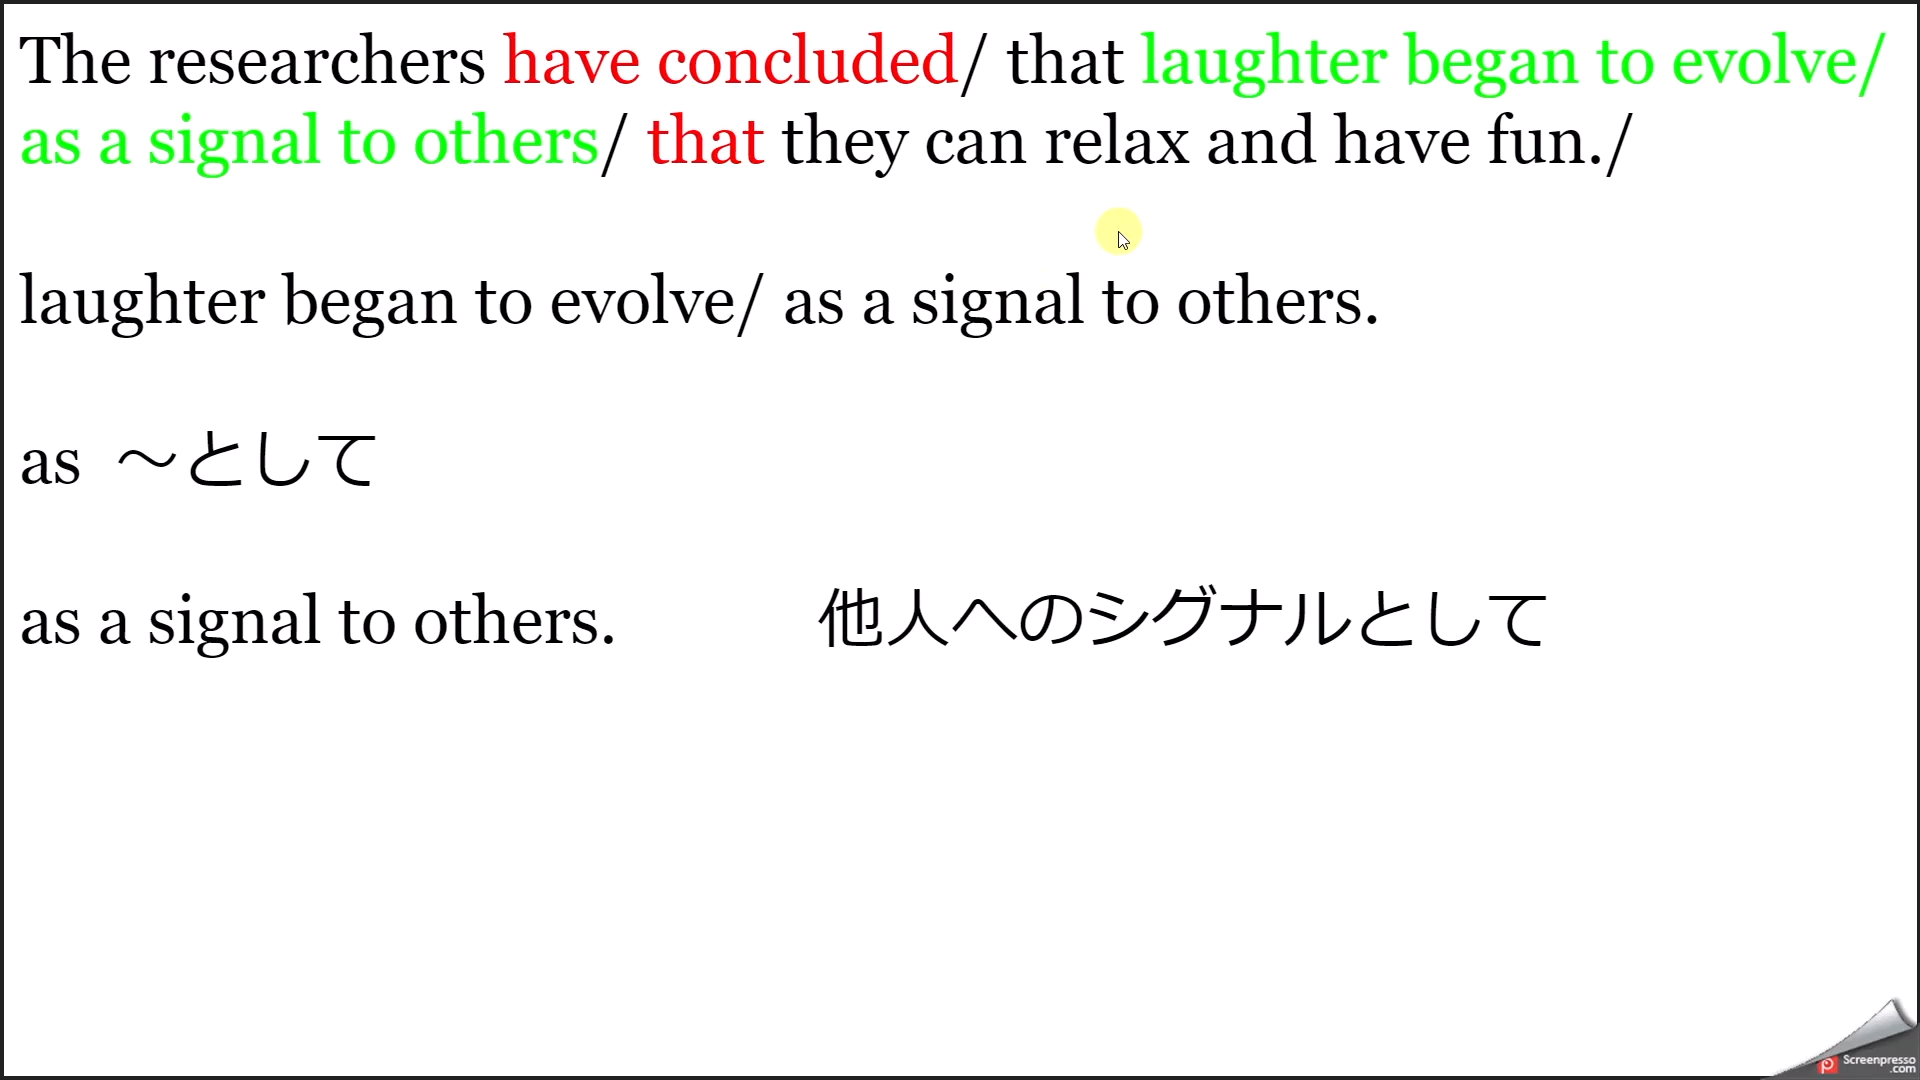 The researchers have concluded/ that laughter began to evolve/
as a signal to others/ that they can relax and have fun./
laughter began to evolve/ as a signal to others.
as ～として
as a signal to others. 他人へのシグナルとして
Screenpresso
.com